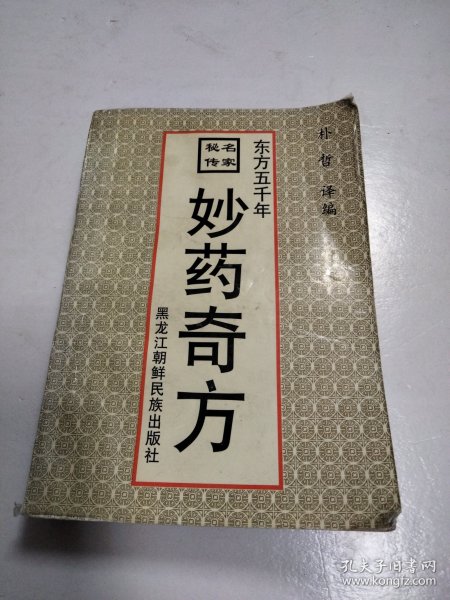 朴哲 译编
东方五千年
名家秘传
妙药奇方
黑龙江朝鲜民族出版社
孔夫子旧书网
www.kongfz.com